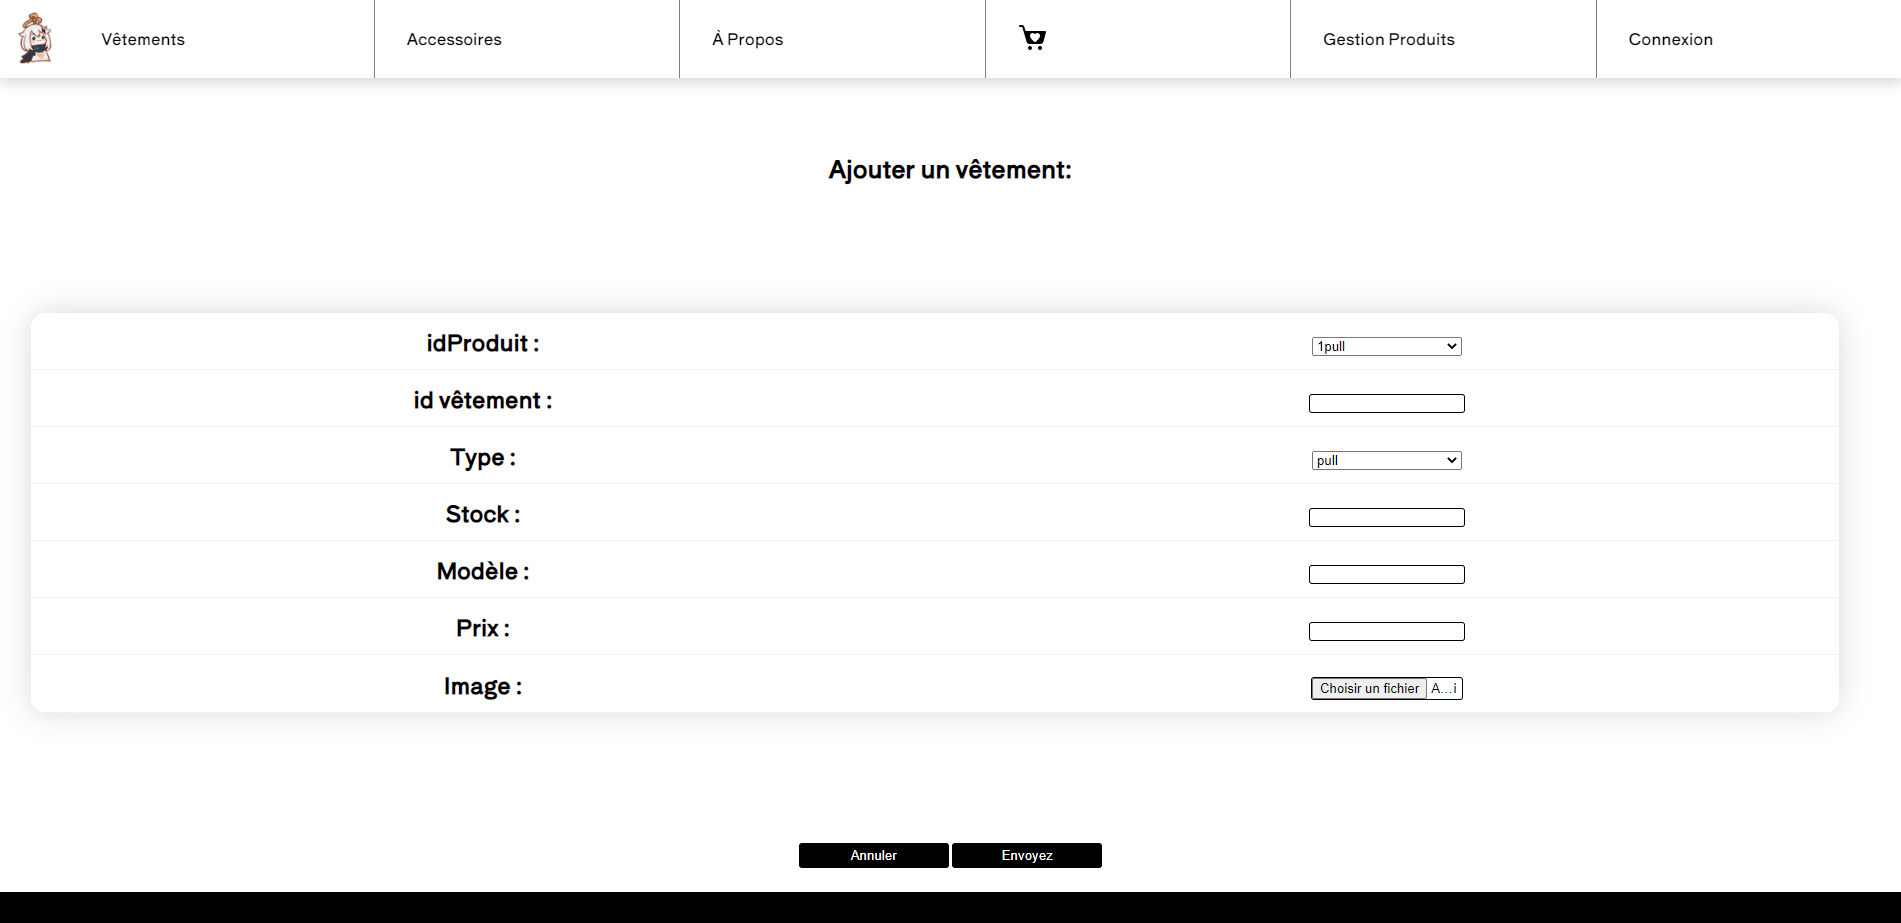 Vêtements
Accessoires
À Propos
Gestion Produits
Connexion
Ajouter un vêtement:
idProduit :
1pull
id vêtement :
Type :
pull
Stock :
Modèle :
Prix :
Image :
Choisir un fichier A...i
Annuler
Envoyez